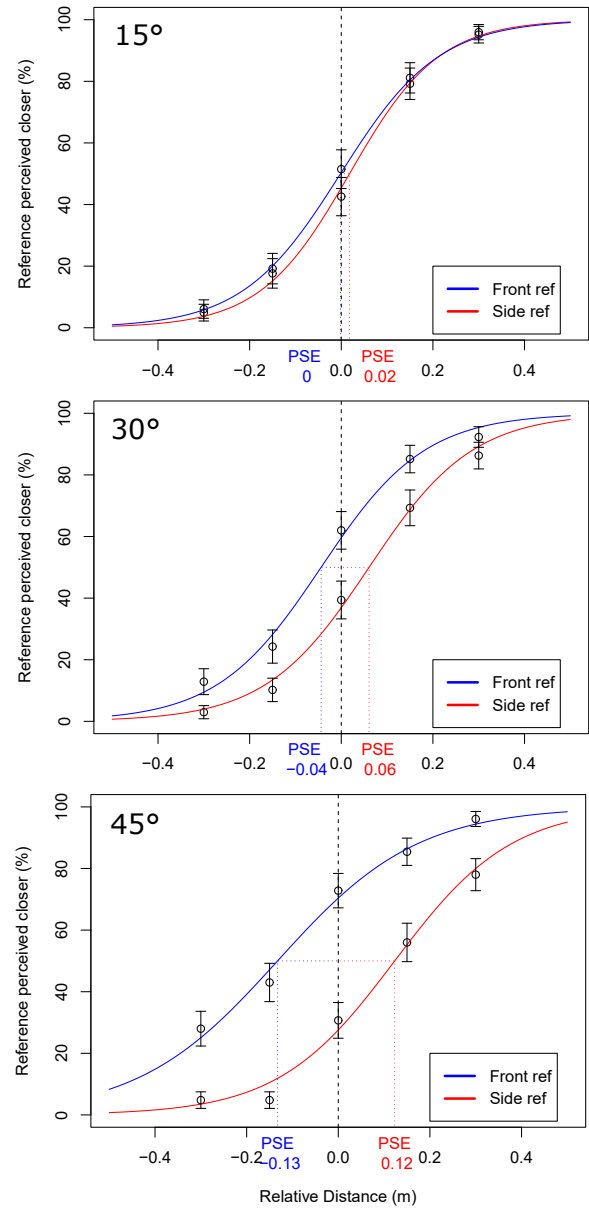 15°
Reference perceived closer (%)
100
80
60
40
20
0
Front ref
Side ref
−0.4 −0.2 0.0 0.2 0.4
PSE PSE
0 0.02
30°
Reference perceived closer (%)
100
80
60
40
20
0
Front ref
Side ref
−0.4 −0.2 0.0 0.2 0.4
PSE PSE
−0.04 0.06
45°
Reference perceived closer (%)
100
80
60
40
20
0
Front ref
Side ref
−0.4 −0.2 0.0 0.2 0.4
PSE PSE
−0.13 0.12
Relative Distance (m)